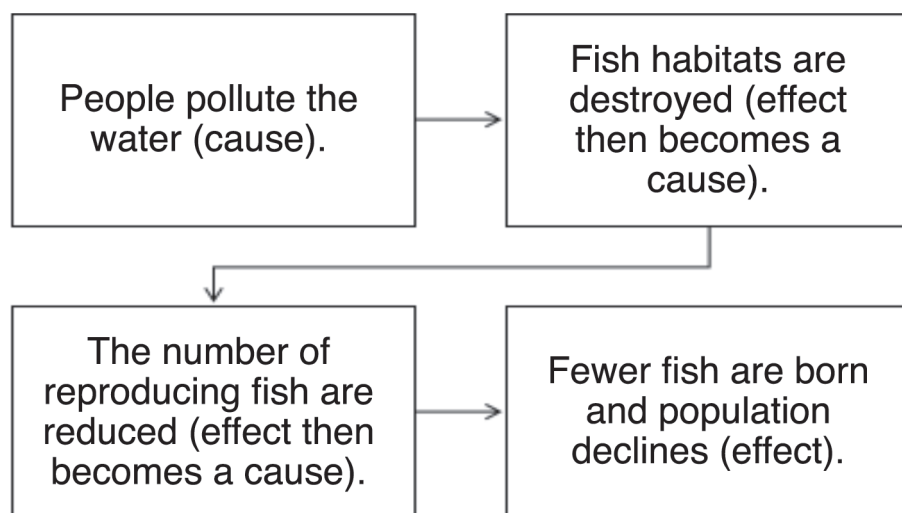 People pollute the
water (cause).
Fish habitats are
destroyed (effect
then becomes a
cause).
The number of
reproducing fish are
reduced (effect then
becomes a cause).
Fewer fish are born
and population
declines (effect).